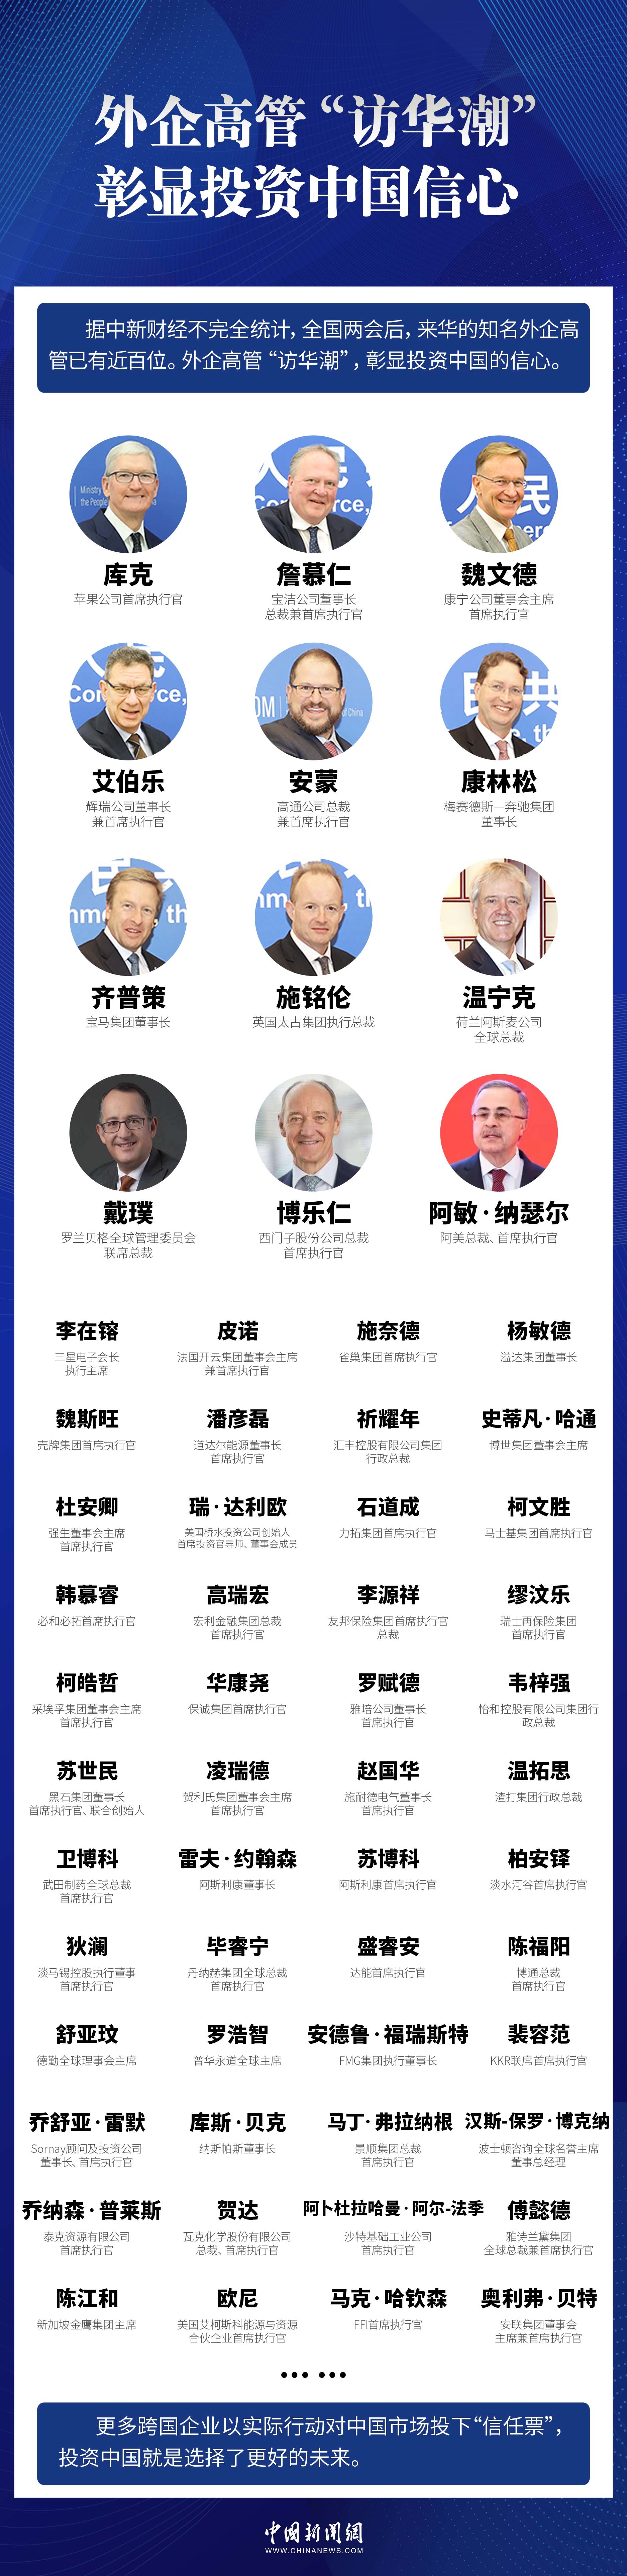 外企高管“访华潮”
彰显投资中国信心
据中新财经不完全统计，全国两会后，来华的知名外企高
管已有近百位。外企高管“访华潮”，彰显投资中国的信心。
库克
苹果公司首席执行官
詹慕仁
宝洁公司董事长
总裁兼首席执行官
魏文德
康宁公司董事会主席
首席执行官
艾伯乐
辉瑞公司董事长
兼首席执行官
安蒙
高通公司总裁
兼首席执行官
康林松
梅赛德斯—奔驰集团
董事长
齐普策
宝马集团董事长
施铭伦
英国太古集团执行总裁
温宁克
荷兰阿斯麦公司
全球总裁
戴璞
罗兰贝格全球管理委员会
联席总裁
博乐仁
西门子股份公司总裁
首席执行官
阿敏·纳瑟尔
阿美总裁、首席执行官
李在镕
三星电子会长
执行主席
皮诺
法国开云集团董事会主席
兼首席执行官
施奈德
雀巢集团首席执行官
杨敏德
溢达集团董事长
魏斯旺
壳牌集团首席执行官
潘彦磊
道达尔能源董事长
首席执行官
祈耀年
汇丰控股有限公司集团
行政总裁
史蒂凡·哈通
博世集团董事会主席
杜安卿
强生董事会主席
首席执行官
瑞·达利欧
美国桥水投资公司创始人
首席投资官导师、董事会成员
石道成
力拓集团首席执行官
柯文胜
马士基集团首席执行官
韩慕睿
必和必拓首席执行官
高瑞宏
宏利金融集团总裁
首席执行官
李源祥
友邦保险集团首席执行官
总裁
缪汶乐
瑞士再保险集团
首席执行官
柯皓哲
采埃孚集团董事会主席
首席执行官
华康尧
保诚集团首席执行官
罗赋德
雅培公司董事长
首席执行官
韦梓强
怡和控股有限公司集团行
政总裁
苏世民
黑石集团董事长
首席执行官、联合创始人
凌瑞德
贺利氏集团董事会主席
首席执行官
赵国华
施耐德电气董事长
首席执行官
温拓思
渣打集团行政总裁
卫博科
武田制药全球总裁
首席执行官
雷夫·约翰森
阿斯利康董事长
苏博科
阿斯利康首席执行官
柏安铎
淡水河谷首席执行官
狄澜
淡马锡控股执行董事
首席执行官
毕睿宁
丹纳赫集团全球总裁
首席执行官
盛睿安
达能首席执行官
陈福阳
博通总裁
首席执行官
舒亚玟
德勤全球理事会主席
罗浩智
普华永道全球主席
安德鲁·福瑞斯特
FMG集团执行董事长
裴容范
KKR联席首席执行官
乔舒亚·雷默
Sornay顾问及投资公司
董事长、首席执行官
库斯·贝克
纳斯帕斯董事长
马丁·弗拉纳根
景顺集团总裁
首席执行官
汉斯-保罗·博克纳
波士顿咨询全球名誉主席
董事总经理
乔纳森·普莱斯
泰克资源有限公司
首席执行官
贺达
瓦克化学股份有限公司
总裁、首席执行官
阿卜杜拉哈曼·阿尔-法季
沙特基础工业公司
首席执行官
傅懿德
雅诗兰黛集团
全球总裁兼首席执行官
陈江和
新加坡金鹰集团主席
欧尼
美国艾柯斯科能源与资源
合伙企业首席执行官
马克·哈钦森
FFI首席执行官
奥利弗·贝特
安联集团董事会
主席兼首席执行官
……
更多跨国企业以实际行动对中国市场投下“信任票”，
投资中国就是选择了更好的未来。
中国新闻网
WWW.CHINANEWS.COM